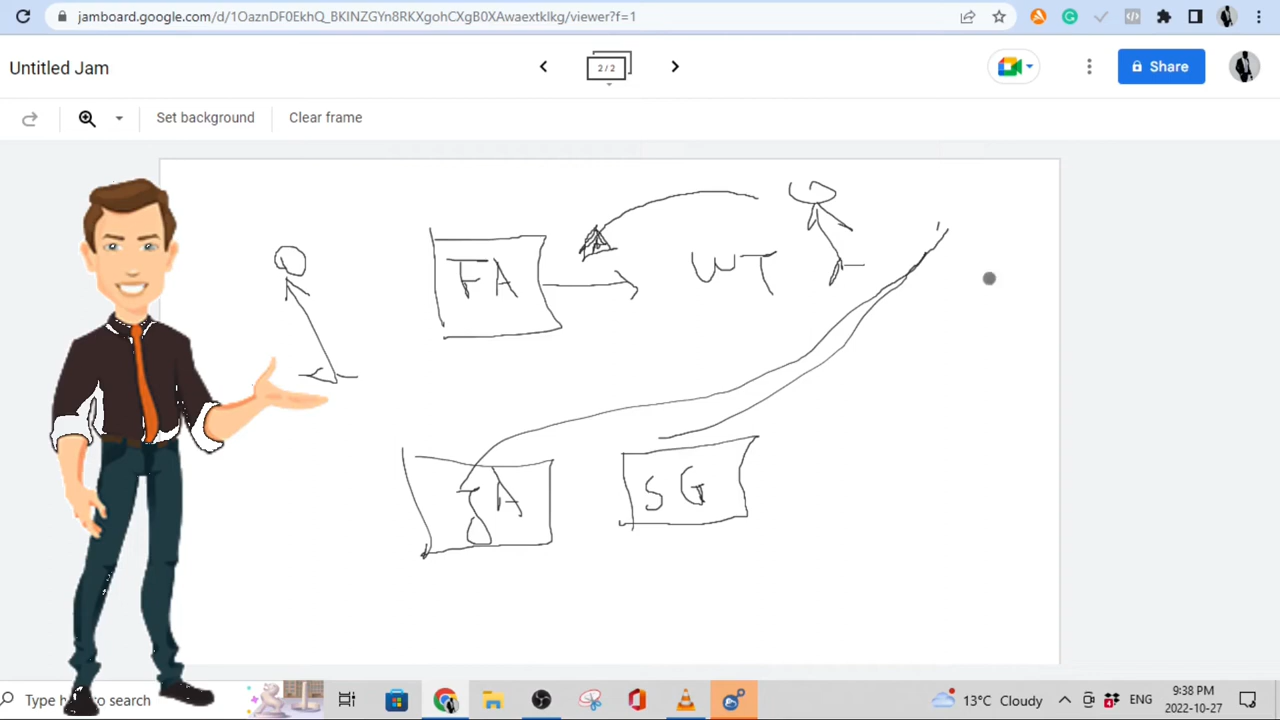 jamboard.google.com/d/1OaznDF0EkhQ_BKINZGYn8RKXgohCXgB0XAwaextklkg/viewer?f=1
Untitled Jam
2 / 2
Share
Set background
Clear frame
FA
WT
SG
Type h to search
13°C Cloudy
ENG
9:38 PM
2022-10-27